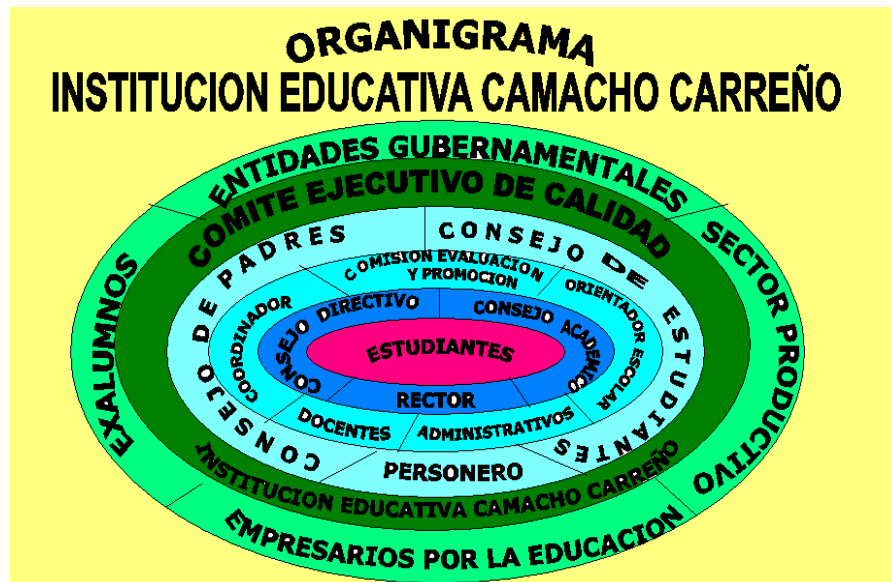 ORGANIGRAMA
INSTITUCION EDUCATIVA CAMACHO CARREÑO
ENTIDADES GUBERNAMENTALES
SECTOR PRODUCTIVO
EMPRESARIOS POR LA EDUCACION
EXALUMNOS
COMITE EJECUTIVO DE CALIDAD
INSTITUCION EDUCATIVA CAMACHO CARREÑO
CONSEJO DE PADRES
CONSEJO DE ESTUDIANTES
PERSONERO
COMISION EVALUACION
Y PROMOCION
ORIENTADOR ESCOLAR
ADMINISTRATIVOS
DOCENTES
COORDINADOR
CONSEJO DIRECTIVO
CONSEJO ACADEMICO
RECTOR
ESTUDIANTES